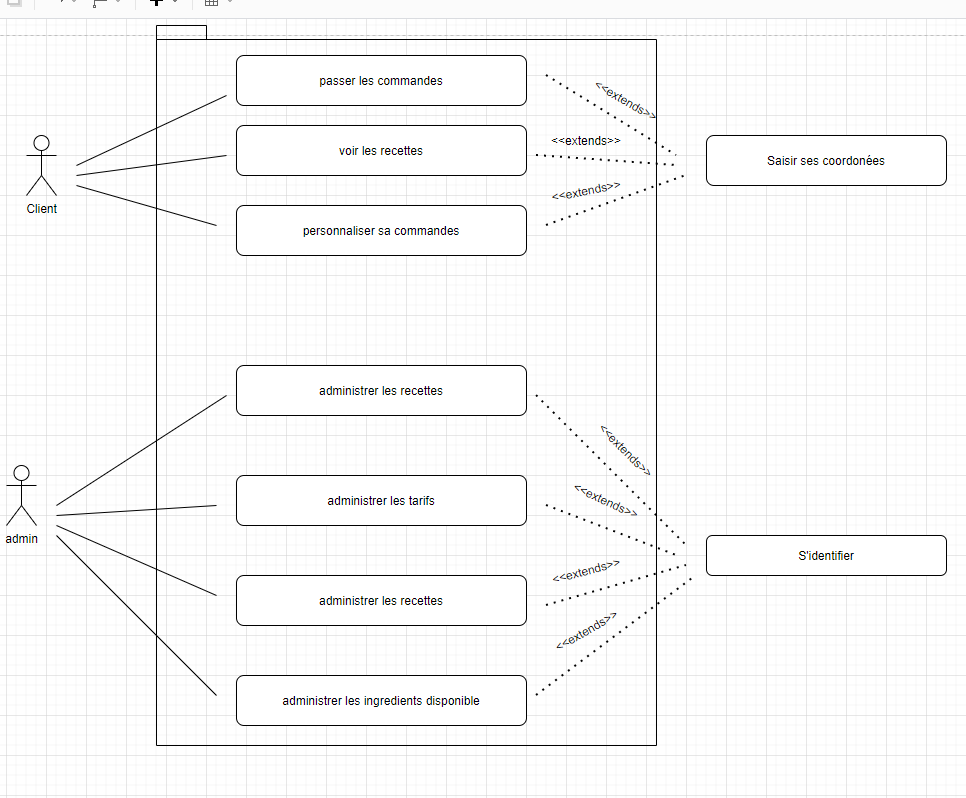 passer les commandes
<<extends>>
voir les recettes
<<extends>>
Saisir ses coordonées
<<extends>>
Client
personnaliser sa commandes
administrer les recettes
<<extends>>
administrer les tarifs
<<extends>>
admin
S'identifier
<<extends>>
administrer les recettes
<<extends>>
administrer les ingredients disponible